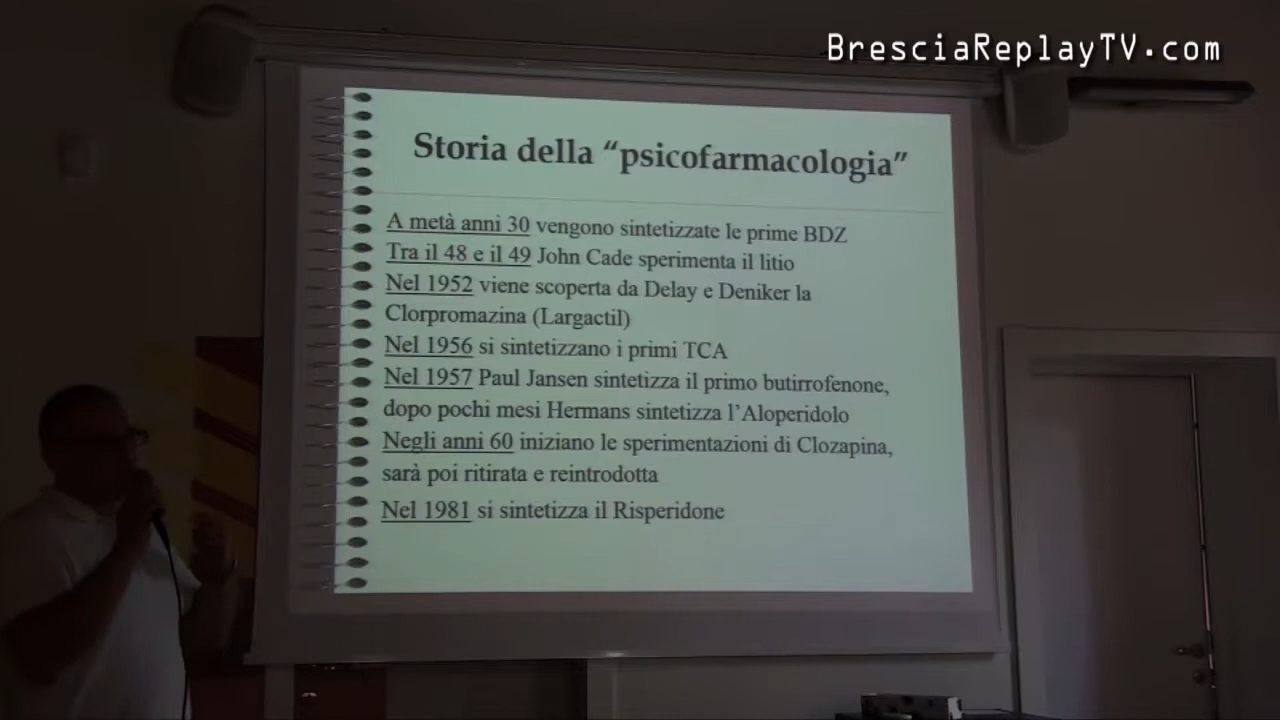 BresciaReplayTV.com
Storia della “psicofarmacologia”
A metà anni 30 vengono sintetizzate le prime BDZ
Tra il 48 e il 49 John Cade sperimenta il litio
Nel 1952 viene scoperta da Delay e Deniker la
Clorpromazina (Largactil)
Nel 1956 si sintetizzano i primi TCA
Nel 1957 Paul Jansen sintetizza il primo butirrofenone,
dopo pochi mesi Hermans sintetizza l’Aloperidolo
Negli anni 60 iniziano le sperimentazioni di Clozapina,
sarà poi ritirata e reintrodotta
Nel 1981 si sintetizza il Risperidone